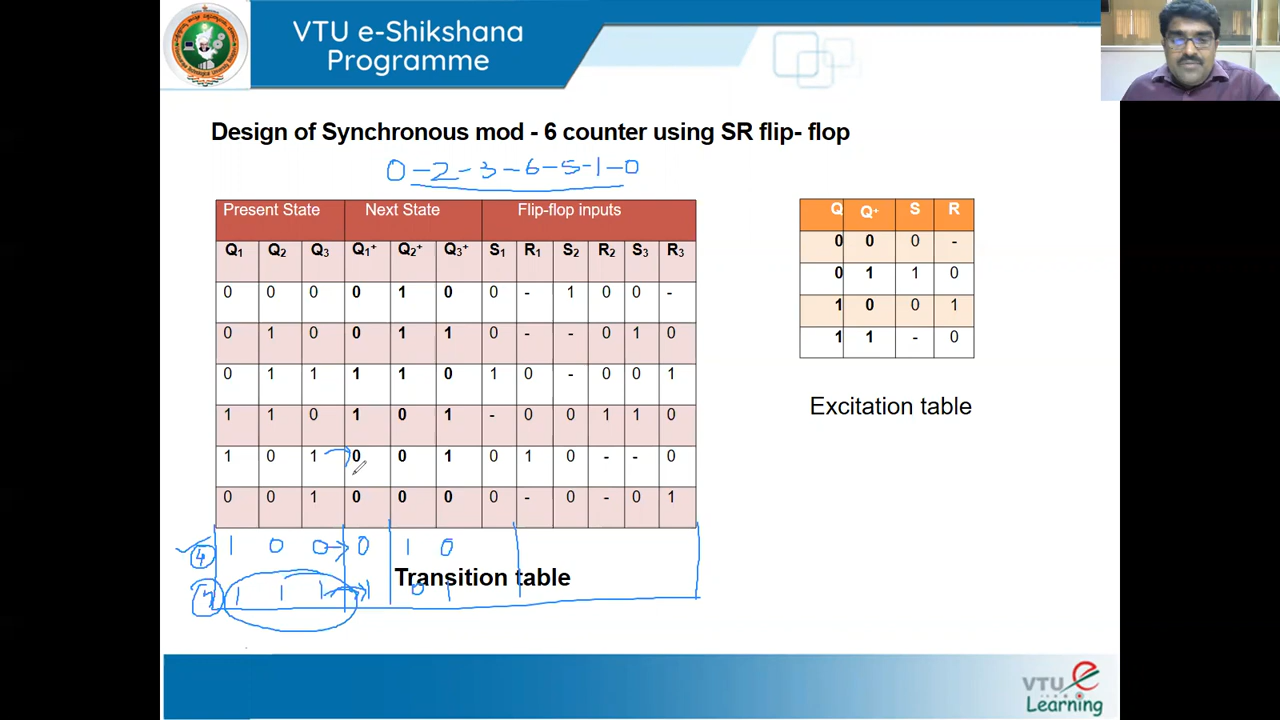 VTU e-Shikshana
Programme
Design of Synchronous mod - 6 counter using SR flip- flop
0 - 2 - 3 - 6 - 5 - 1 - 0
Present State Next State Flip-flop inputs
Q1 Q2 Q3 Q1+ Q2+ Q3+ S1 R1 S2 R2 S3 R3
0 0 0 0 1 0 0 - 1 0 0 -
0 1 0 0 1 1 0 - - 0 1 0
0 1 1 1 1 0 1 0 - 0 0 1
1 1 0 1 0 1 - 0 0 1 1 0
1 0 1 0 0 1 0 1 0 - - 0
0 0 1 0 0 0 0 - 0 - 0 1
4 1 0 0 → 0 1 0
1 1 1 → 1 0 1
Transition table
Q Q+ S R
0 0 0 -
0 1 1 0
1 0 0 1
1 1 - 0
Excitation table
VTU e
Learning